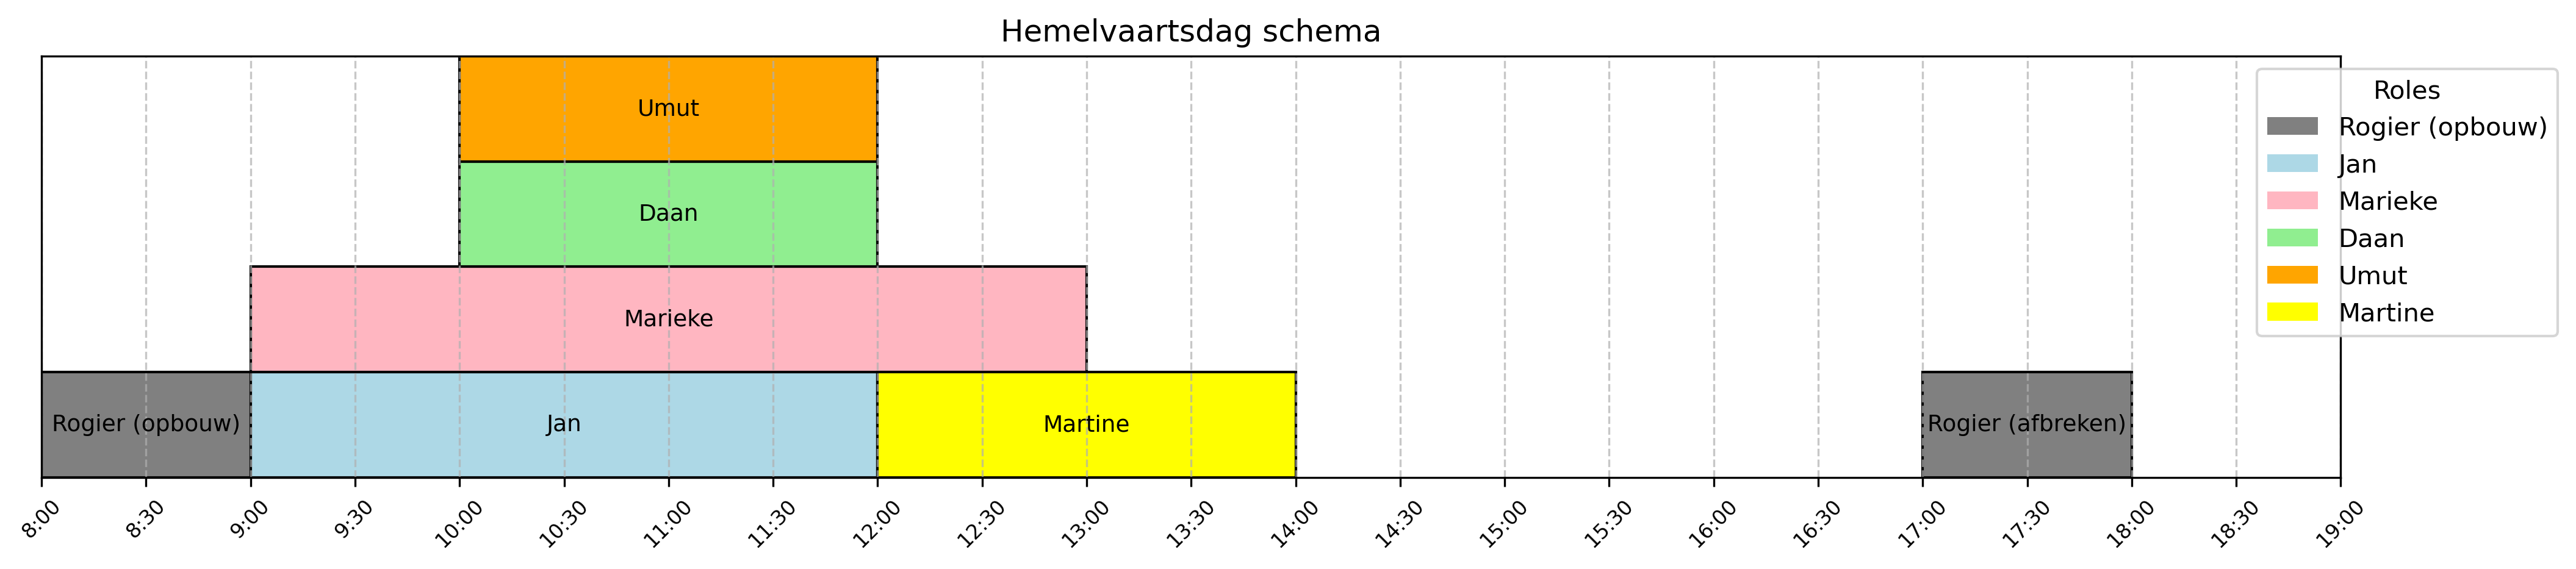 Hemelvaartsdag schema
Umut
Daan
Marieke
Rogier (opbouw)
Jan
Martine
Rogier (afbreken)
Roles
Rogier (opbouw)
Jan
Marieke
Daan
Umut
Martine
8:00
8:30
9:00
9:30
10:00
10:30
11:00
11:30
12:00
12:30
13:00
13:30
14:00
14:30
15:00
15:30
16:00
16:30
17:00
17:30
18:00
18:30
19:00